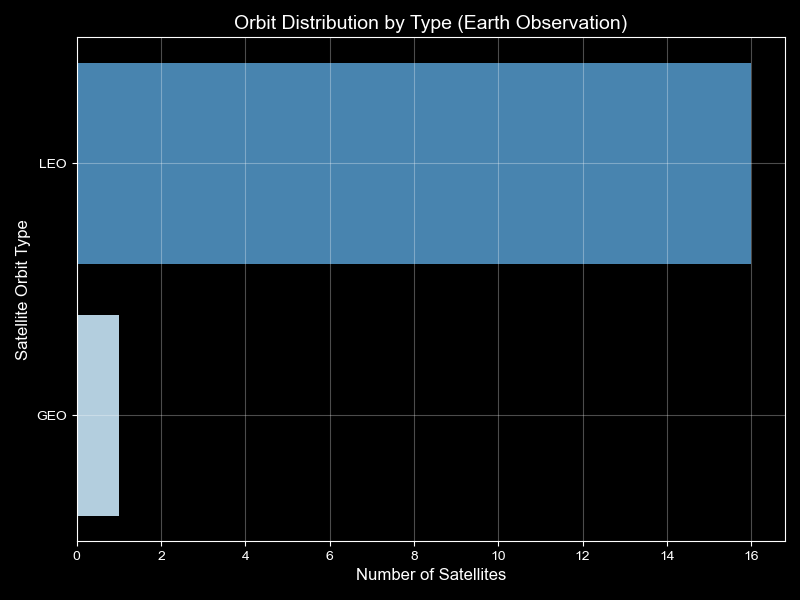 Orbit Distribution by Type (Earth Observation)
Satellite Orbit Type
LEO
GEO
0 2 4 6 8 10 12 14 16
Number of Satellites